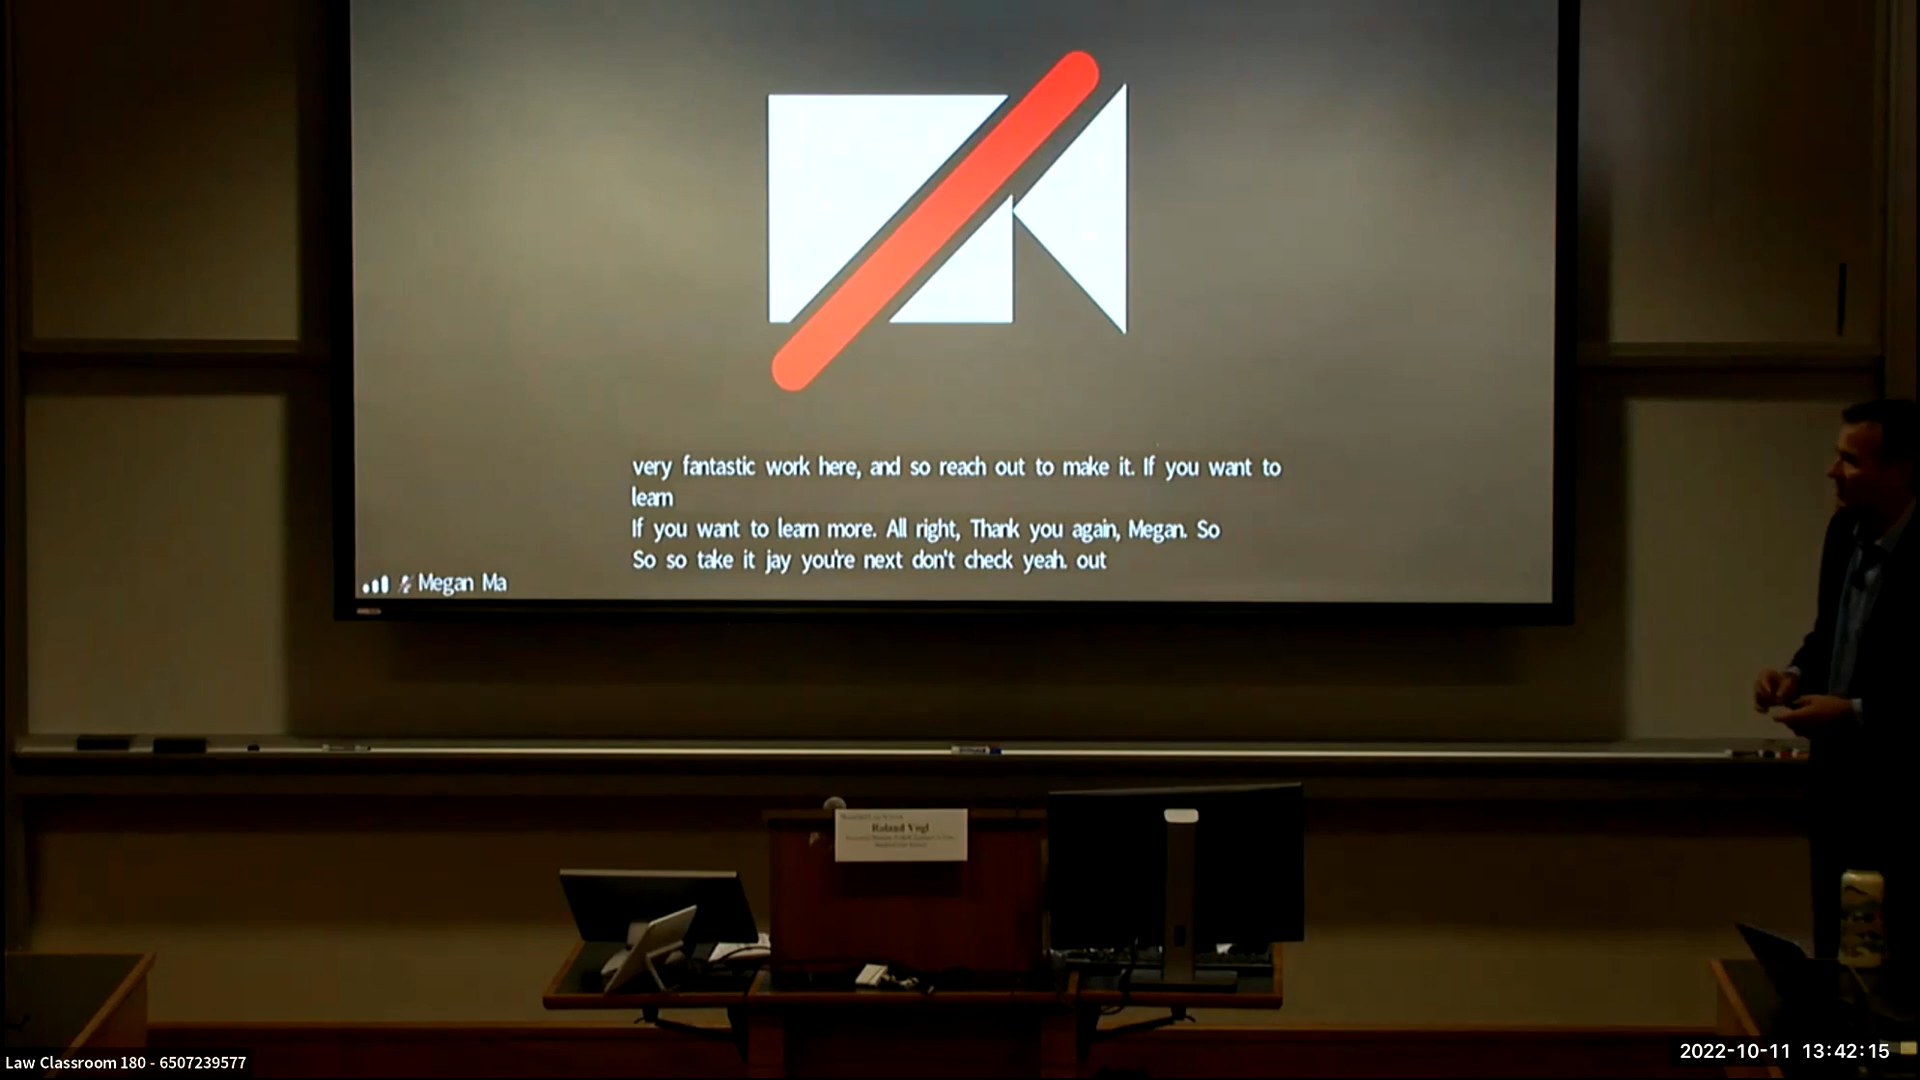 very fantastic work here, and so reach out to make it. If you want to
learn
If you want to learn more. All right, Thank you again, Megan. So
So so take it jay you're next don't check yeah. out
Megan Ma
Roland Vogl
Law Classroom 180 - 6507239577
2022-10-11 13:42:15